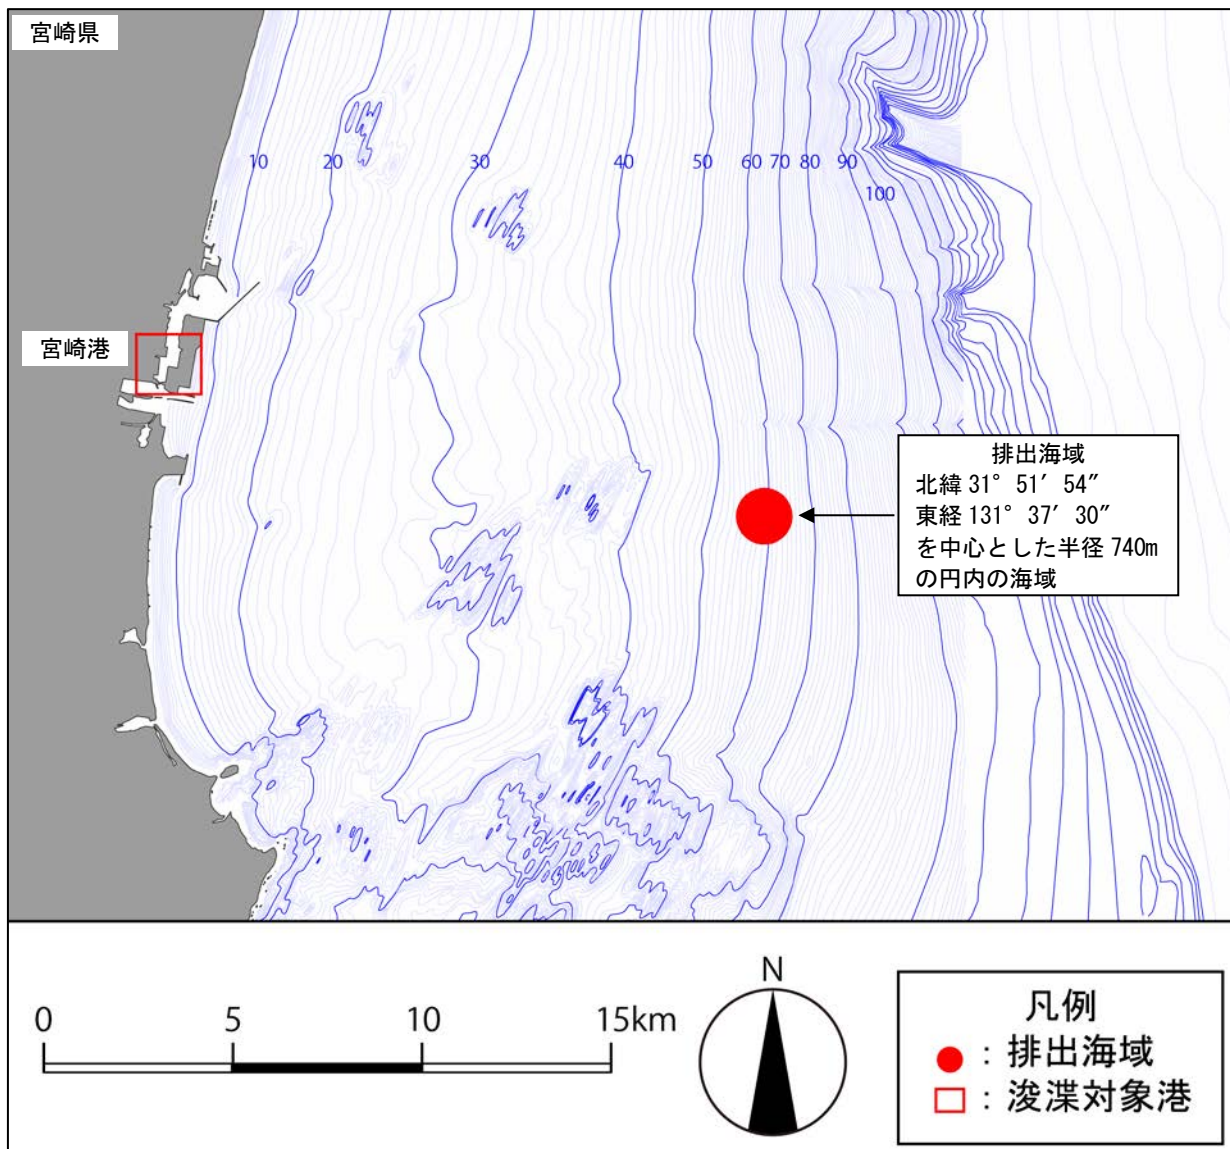 宮崎県
10 20 30 40 50 60 70 80 90
100
宮崎港
排出海域
北緯 31° 51′ 54″
東経 131° 37′ 30″
を中心とした半径 740m
の円内の海域
N
0 5 10 15km
凡例
: 排出海域
: 浚渫対象港